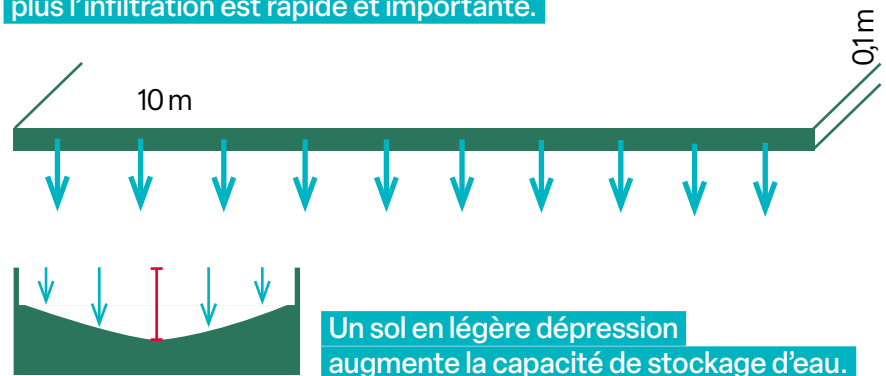 plus l’infiltration est rapide et importante.
0,1 m
10 m
Un sol en légère dépression
augmente la capacité de stockage d’eau.